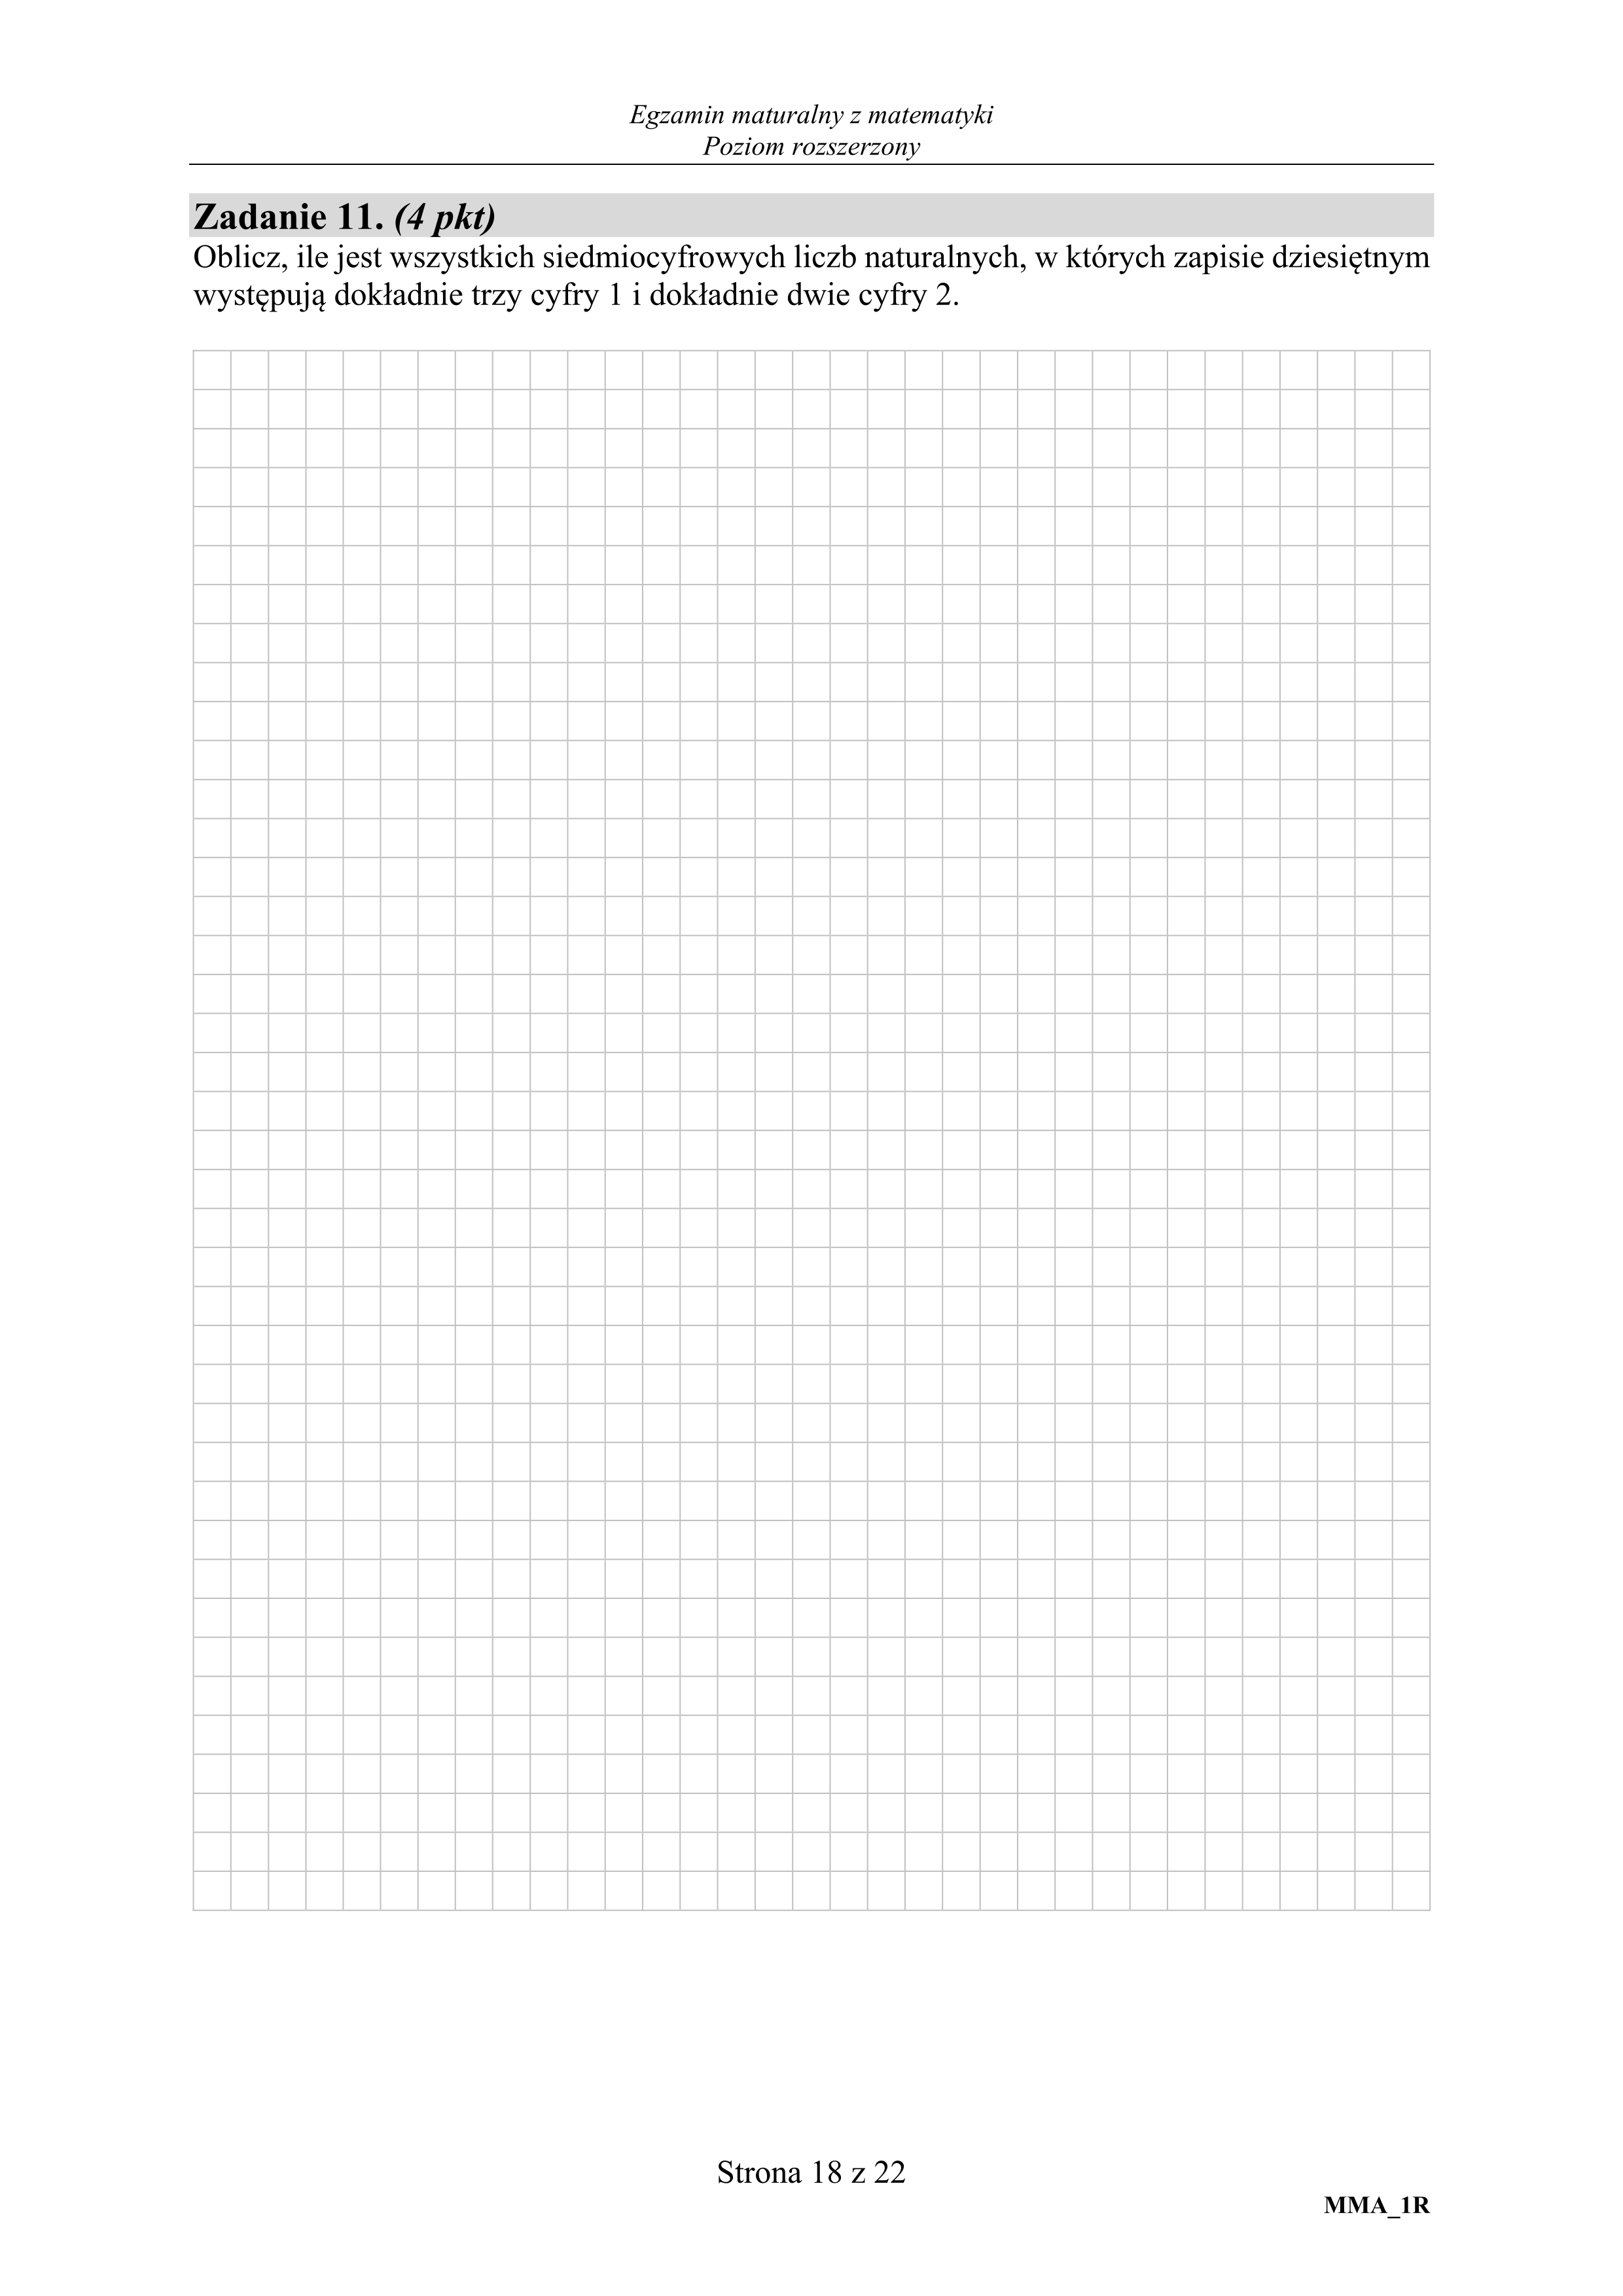 Egzamin maturalny z matematyki
Poziom rozszerzony
Zadanie 11. (4 pkt)
Oblicz, ile jest wszystkich siedmiocyfrowych liczb naturalnych, w których zapisie dziesiętnym
występują dokładnie trzy cyfry 1 i dokładnie dwie cyfry 2.
Strona 18 z 22
MMA_1R